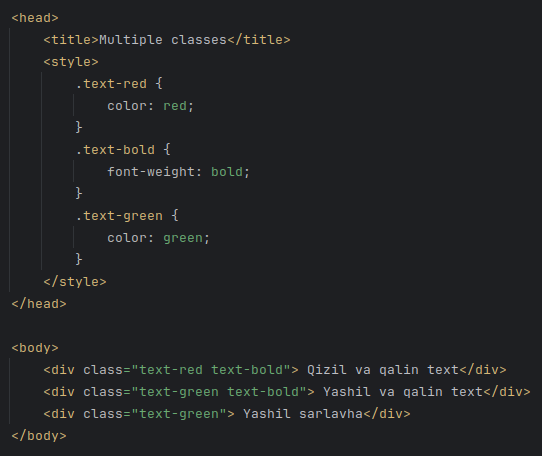 <head>
    <title>Multiple classes</title>
    <style>
        .text-red {
            color: red;
        }
        .text-bold {
            font-weight: bold;
        }
        .text-green {
            color: green;
        }
    </style>
</head>

<body>
    <div class="text-red text-bold"> Qizil va qalin text</div>
    <div class="text-green text-bold"> Yashil va qalin text</div>
    <div class="text-green"> Yashil sarlavha</div>
</body>